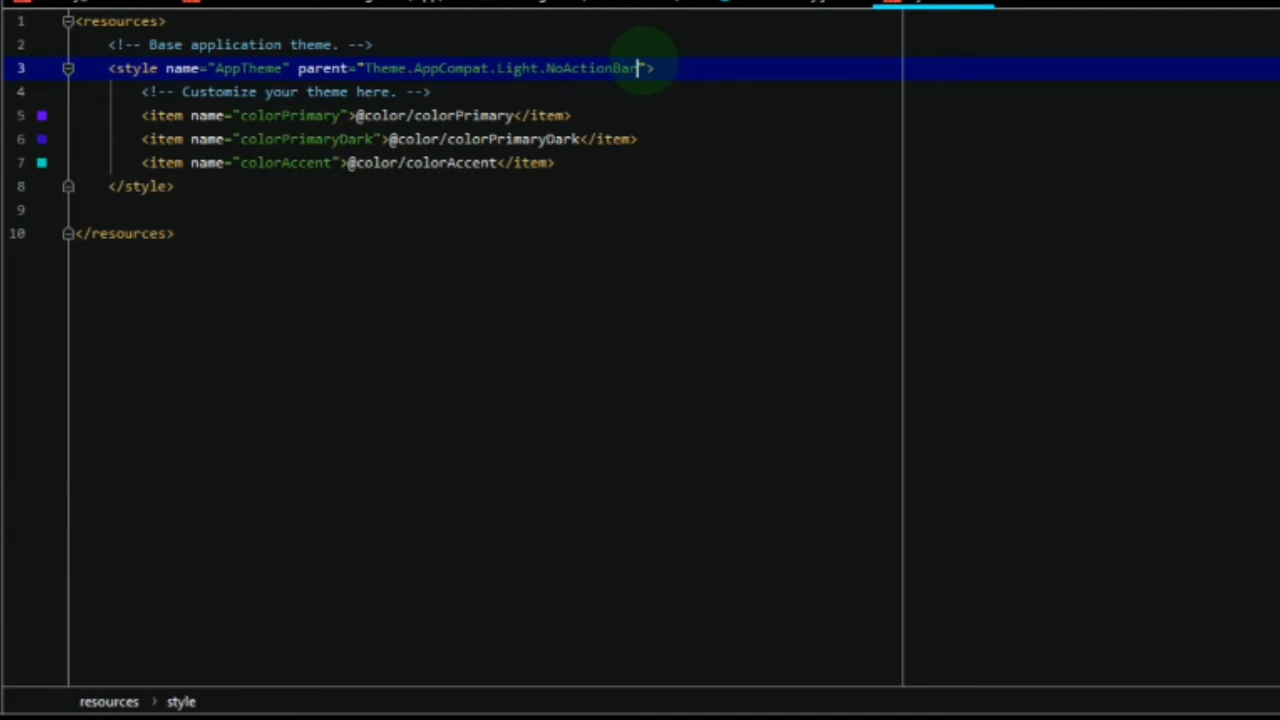 1 <resources>
2 <!-- Base application theme. -->
3 <style name="AppTheme" parent="Theme.AppCompat.Light.NoActionBar">
4 <!-- Customize your theme here. -->
5 <item name="colorPrimary">@color/colorPrimary</item>
6 <item name="colorPrimaryDark">@color/colorPrimaryDark</item>
7 <item name="colorAccent">@color/colorAccent</item>
8 </style>
9
10 </resources>
resources › style